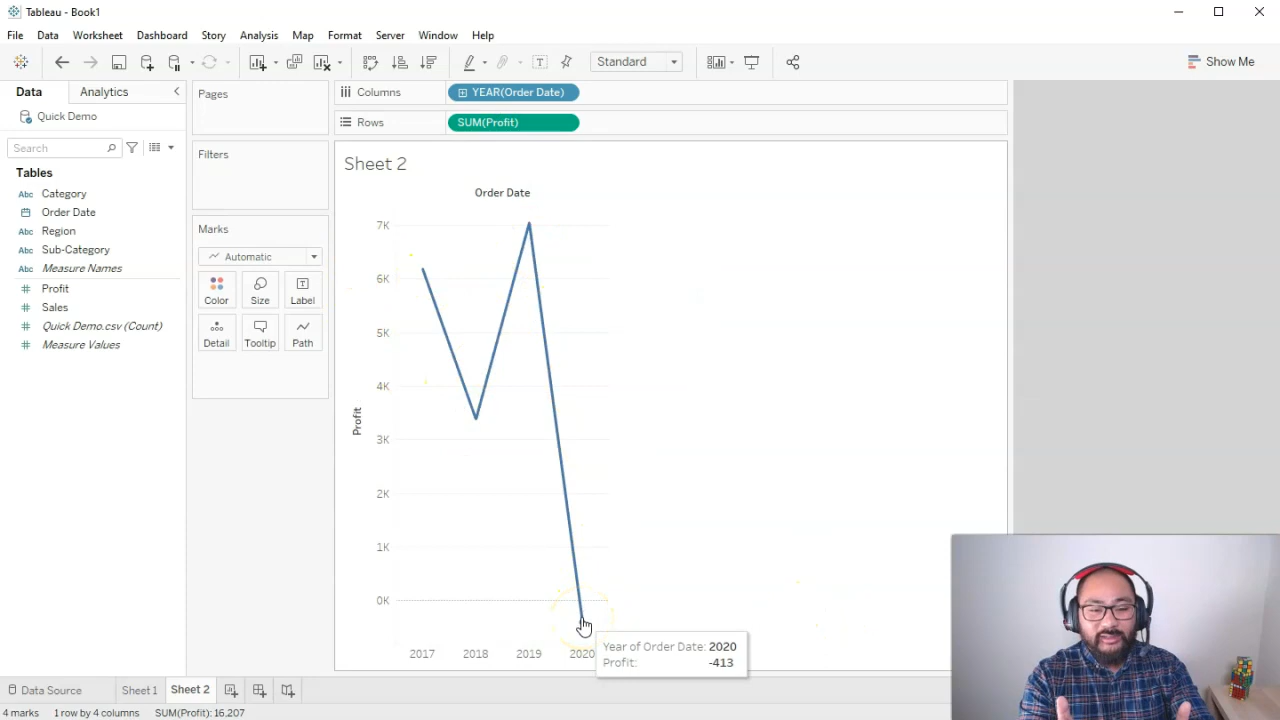 Tableau - Book1
File Data Worksheet Dashboard Story Analysis Map Format Server Window Help
Standard
Show Me
Data Analytics
Quick Demo
Search
Tables
Abc Category
Order Date
Abc Region
Abc Sub-Category
Abc Measure Names
# Profit
# Sales
# Quick Demo.csv (Count)
# Measure Values
Pages
Filters
Marks
Automatic
Color Size Label
Detail Tooltip Path
Columns YEAR(Order Date)
Rows SUM(Profit)
Sheet 2
Order Date
7K
6K
5K
4K
3K
2K
1K
0K
Profit
2017 2018 2019 2020
Year of Order Date: 2020
Profit: -413
Data Source Sheet 1 Sheet 2
4 marks 1 row by 4 columns SUM(Profit): 16,207